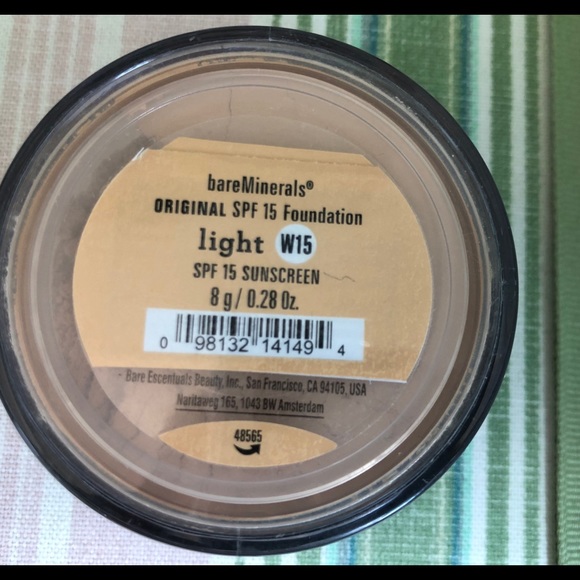 bareMinerals®
ORIGINAL SPF 15 Foundation
light W15
SPF 15 SUNSCREEN
8 g / 0.28 Oz.
0 98132 14149 4
Bare Escentuals Beauty, Inc., San Francisco, CA 94105, USA
Naritaweg 165, 1043 BW Amsterdam
48565